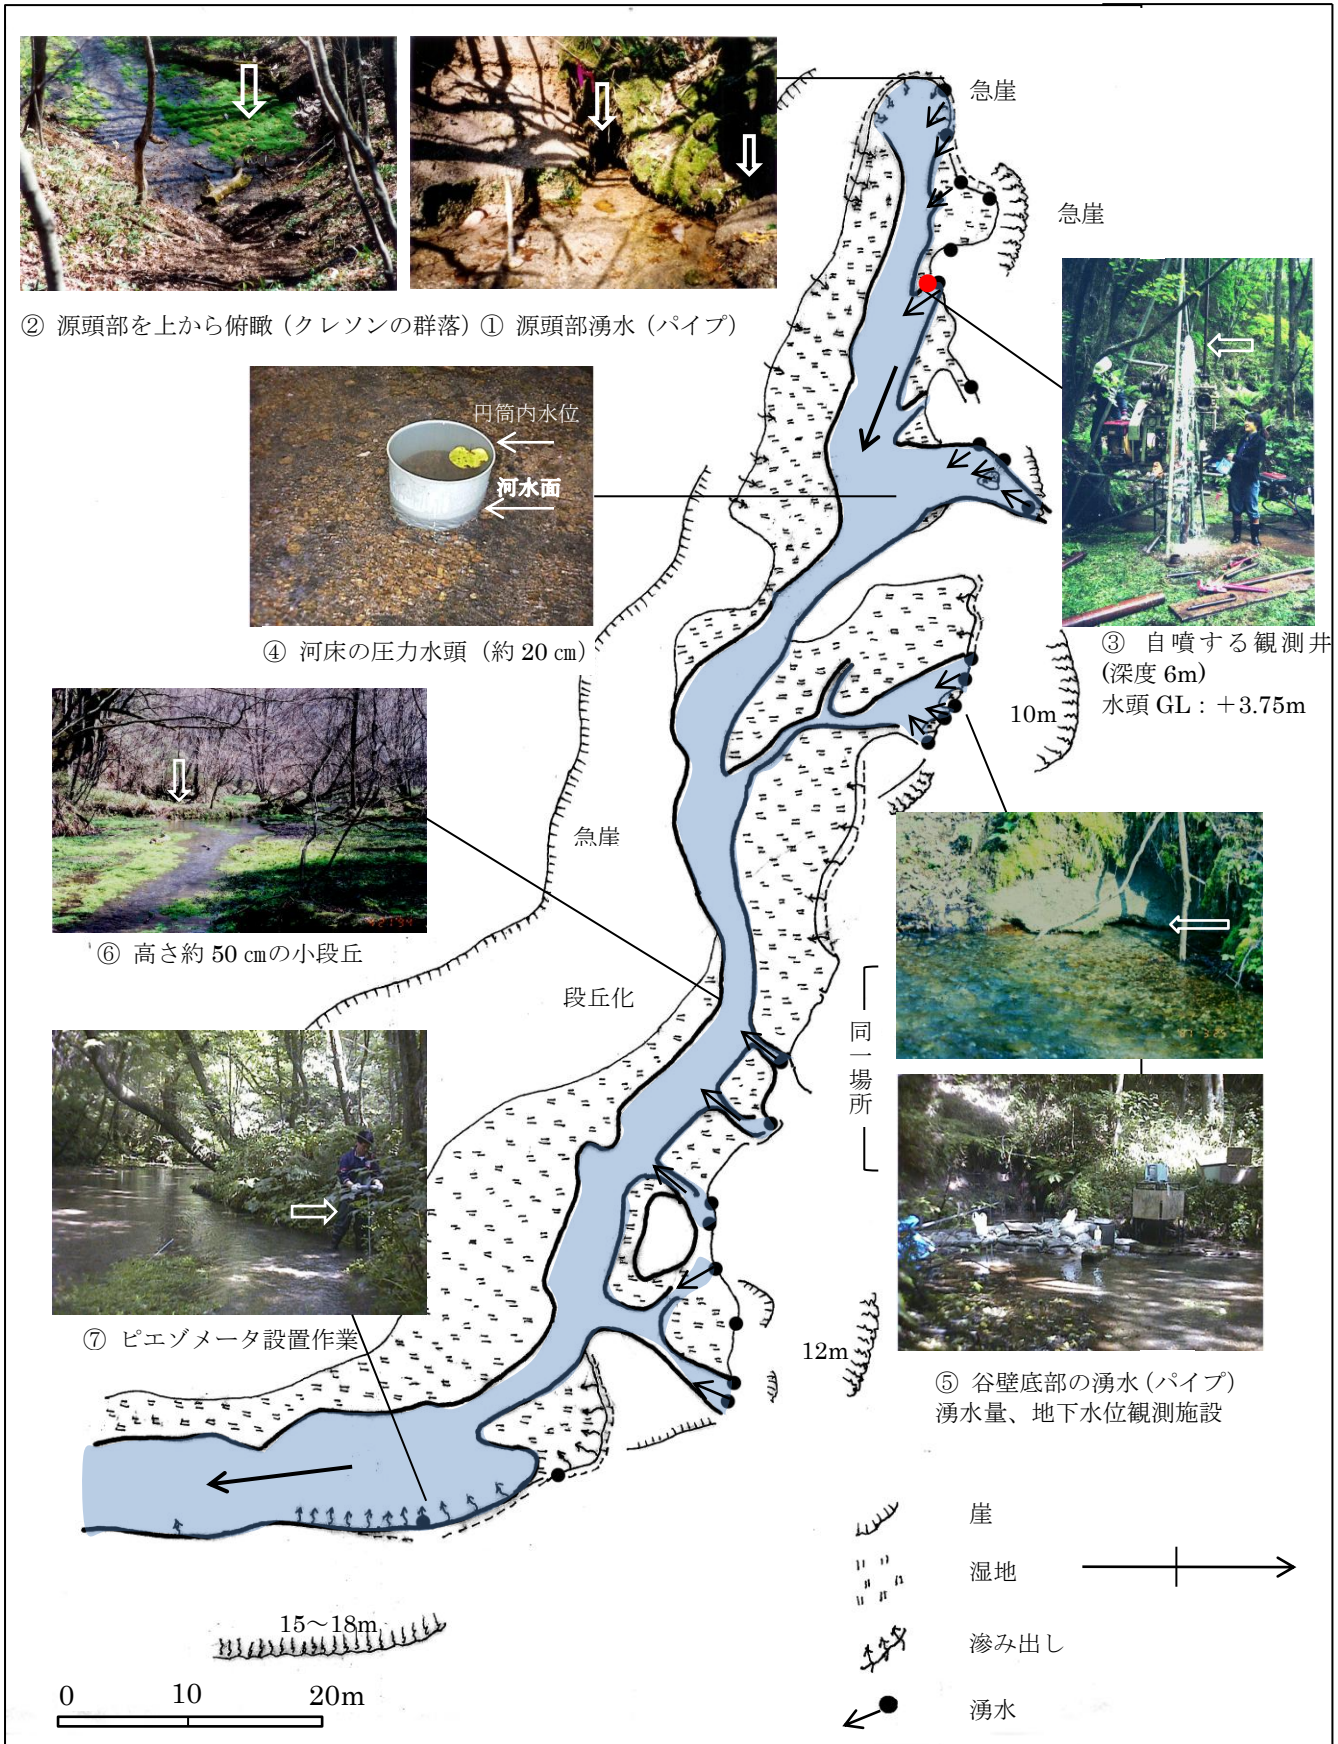 急崖
急崖
② 源頭部を上から俯瞰（クレソンの群落）
① 源頭部湧水（パイプ）
円筒内水位
河水面
④ 河床の圧力水頭（約 20 ㎝）
③ 自噴する観測井
(深度 6m)
水頭 GL：＋3.75m
10m
急崖
⑥ 高さ約 50 ㎝の小段丘
段丘化
同一場所
⑦ ピエゾメータ設置作業
12m
⑤ 谷壁底部の湧水（パイプ）
湧水量、地下水位観測施設
崖
湿地
滲み出し
湧水
15～18m
0 10 20m